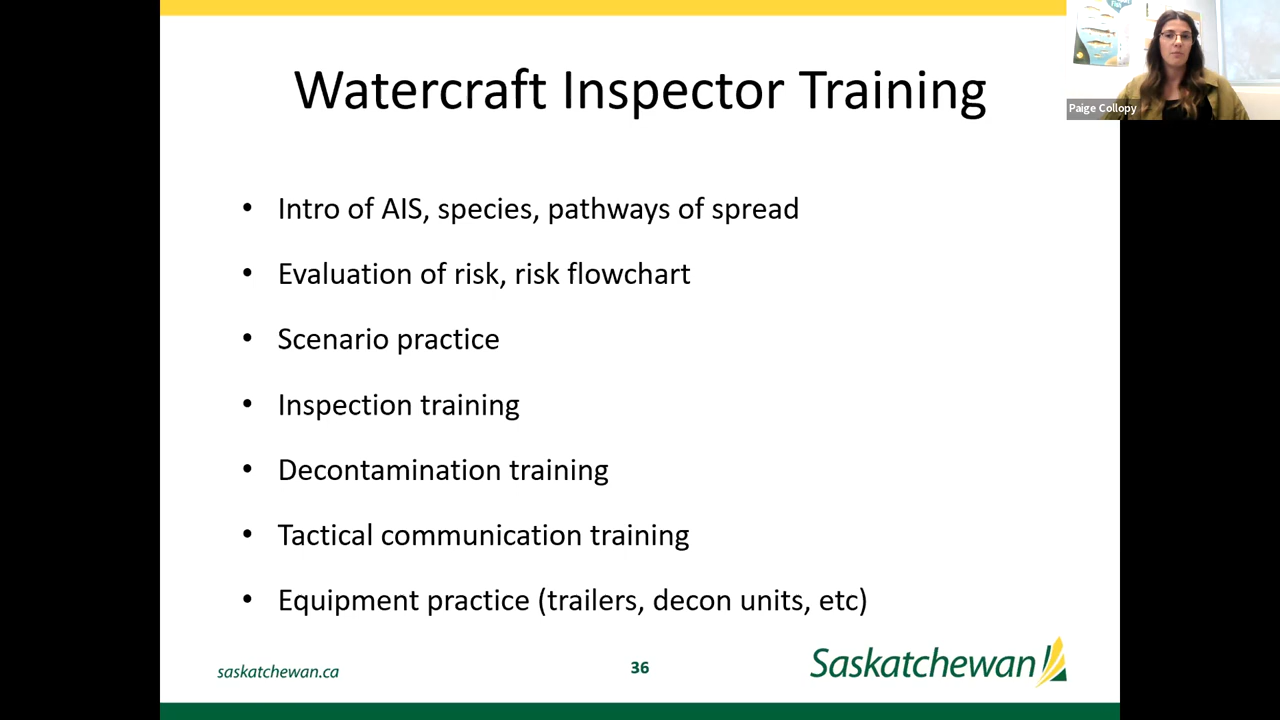 Watercraft Inspector Training
Paige Collopy
• Intro of AIS, species, pathways of spread
• Evaluation of risk, risk flowchart
• Scenario practice
• Inspection training
• Decontamination training
• Tactical communication training
• Equipment practice (trailers, decon units, etc)
saskatchewan.ca
36
Saskatchewan